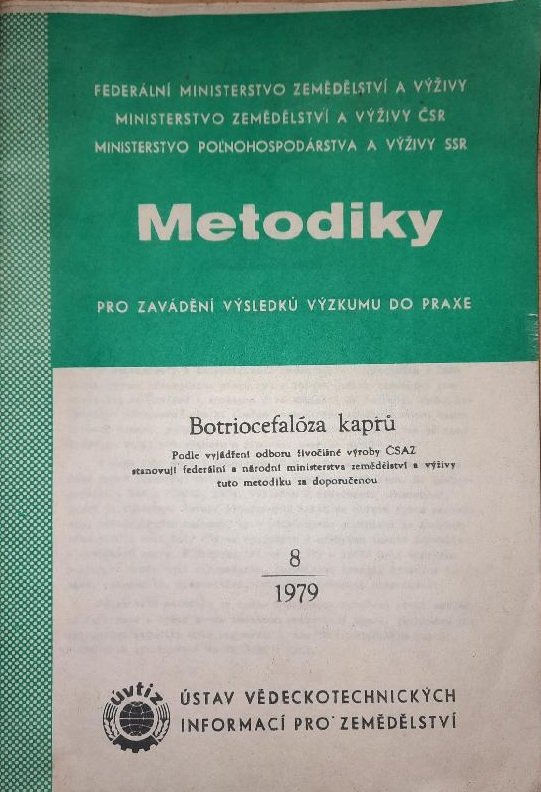 FEDERÁLNÍ MINISTERSTVO ZEMĚDĚLSTVÍ A VÝŽIVY
MINISTERSTVO ZEMĚDĚLSTVÍ A VÝŽIVY ČSR
MINISTERSTVO POĽNOHOSPODÁRSTVA A VÝŽIVY SSR
Metodiky
PRO ZAVÁDĚNÍ VÝSLEDKŮ VÝZKUMU DO PRAXE
Botriocefalóza kaprů
Podle vyjádření odboru živočišné výroby ČSAZ
stanovují federální a národní ministerstva zemědělství a výživy
tuto metodiku za doporučenou
8
1979
úvtiz
ÚSTAV VĚDECKOTECHNICKÝCH
INFORMACÍ PRO ZEMĚDĚLSTVÍ